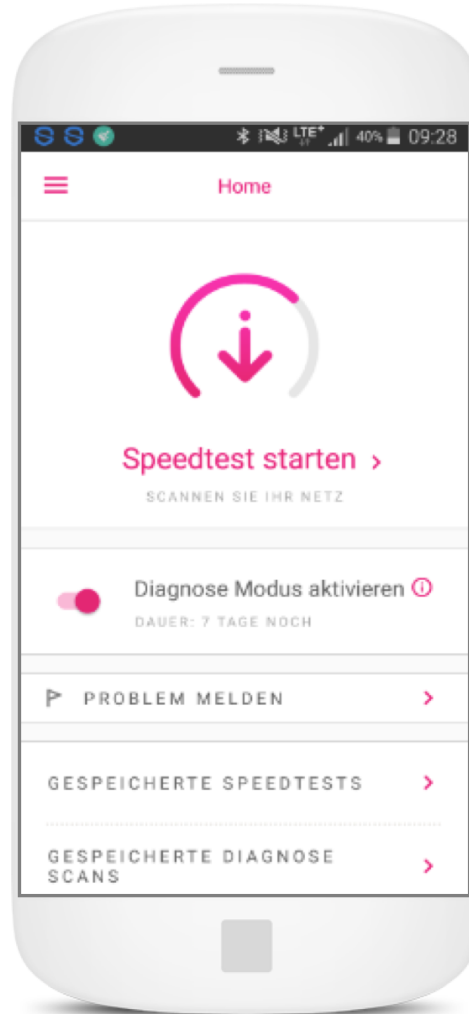 LTE+ 40% 09:28
Home
Speedtest starten
SCANNEN SIE IHR NETZ
Diagnose Modus aktivieren
DAUER: 7 TAGE NOCH
PROBLEM MELDEN
GESPEICHERTE SPEEDTESTS
GESPEICHERTE DIAGNOSE
SCANS